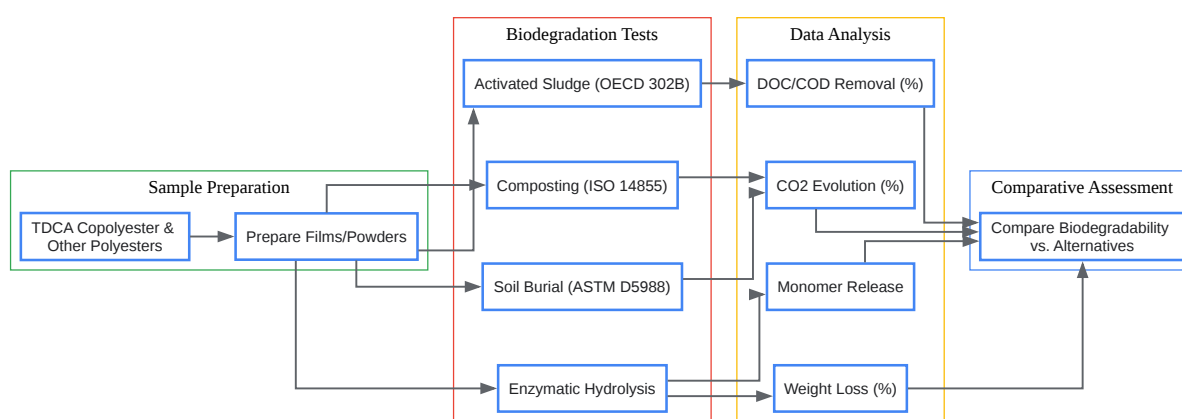 Biodegradation Tests
Data Analysis
Activated Sludge (OECD 302B)
DOC/COD Removal (%)
Sample Preparation
Composting (ISO 14855)
CO2 Evolution (%)
Comparative Assessment
TDCA Copolyester &
Other Polyesters
Prepare Films/Powders
Compare Biodegradability
vs. Alternatives
Soil Burial (ASTM D5988)
Monomer Release
Enzymatic Hydrolysis
Weight Loss (%)